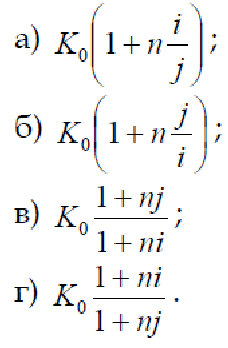 а) K₀(1 + n i/j) ;
б) K₀(1 + n j/i) ;
в) K₀ (1 + nj)/(1 + ni) ;
г) K₀ (1 + ni)/(1 + nj) .